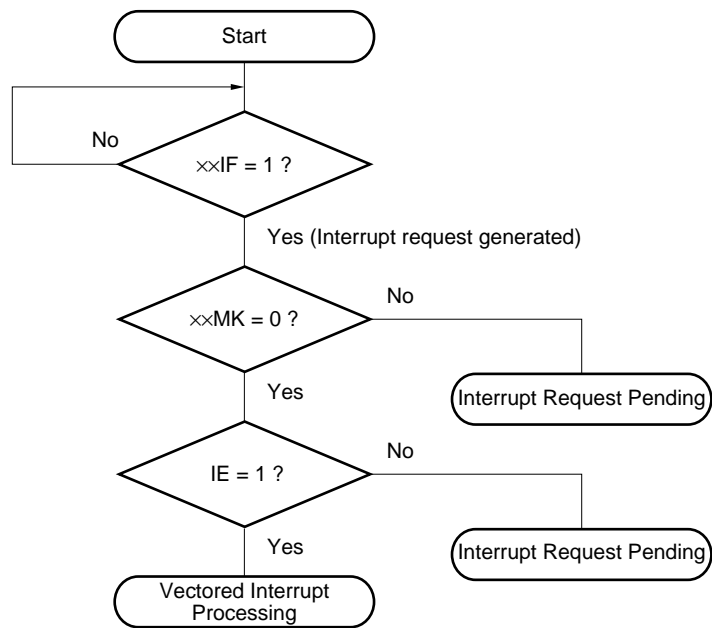 Start
No
××IF = 1 ?
Yes (Interrupt request generated)
No
××MK = 0 ?
Interrupt Request Pending
Yes
No
IE = 1 ?
Interrupt Request Pending
Yes
Vectored Interrupt
Processing